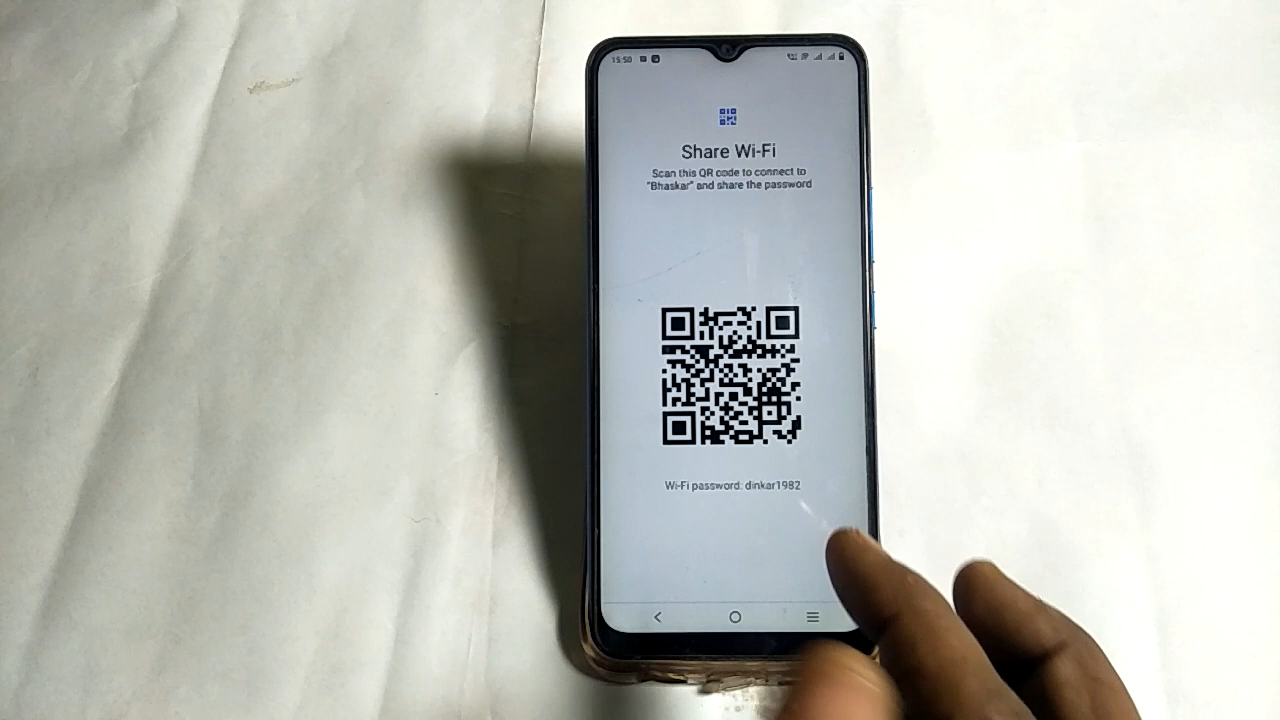 15:50
Share Wi-Fi
Scan this QR code to connect to
"Bhaskar" and share the password
Wi-Fi password: dinkar1982